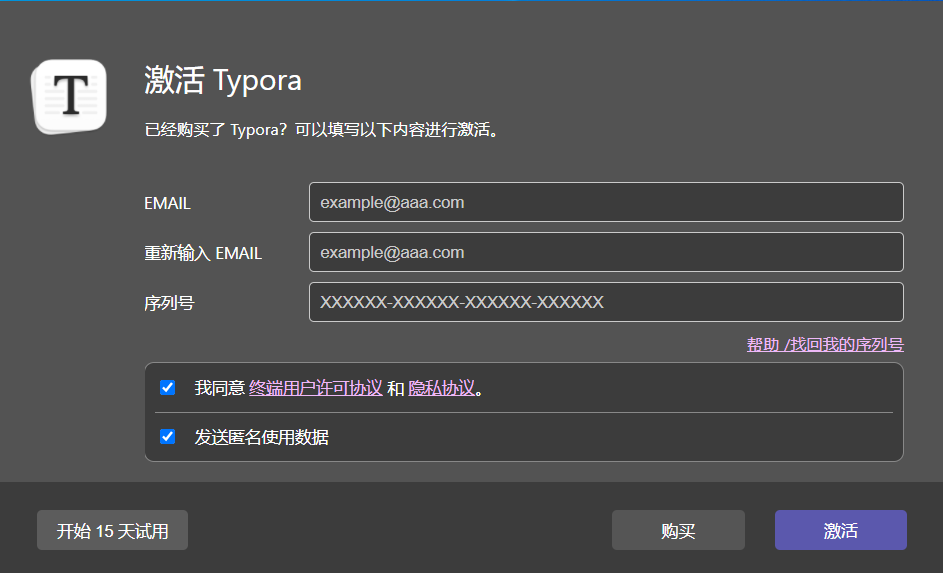 T
激活 Typora
已经购买了 Typora？可以填写以下内容进行激活。
EMAIL
example@aaa.com
重新输入 EMAIL
example@aaa.com
序列号
XXXXXX-XXXXXX-XXXXXX-XXXXXX
帮助 /找回我的序列号
我同意 终端用户许可协议 和 隐私协议。
发送匿名使用数据
开始 15 天试用
购买
激活